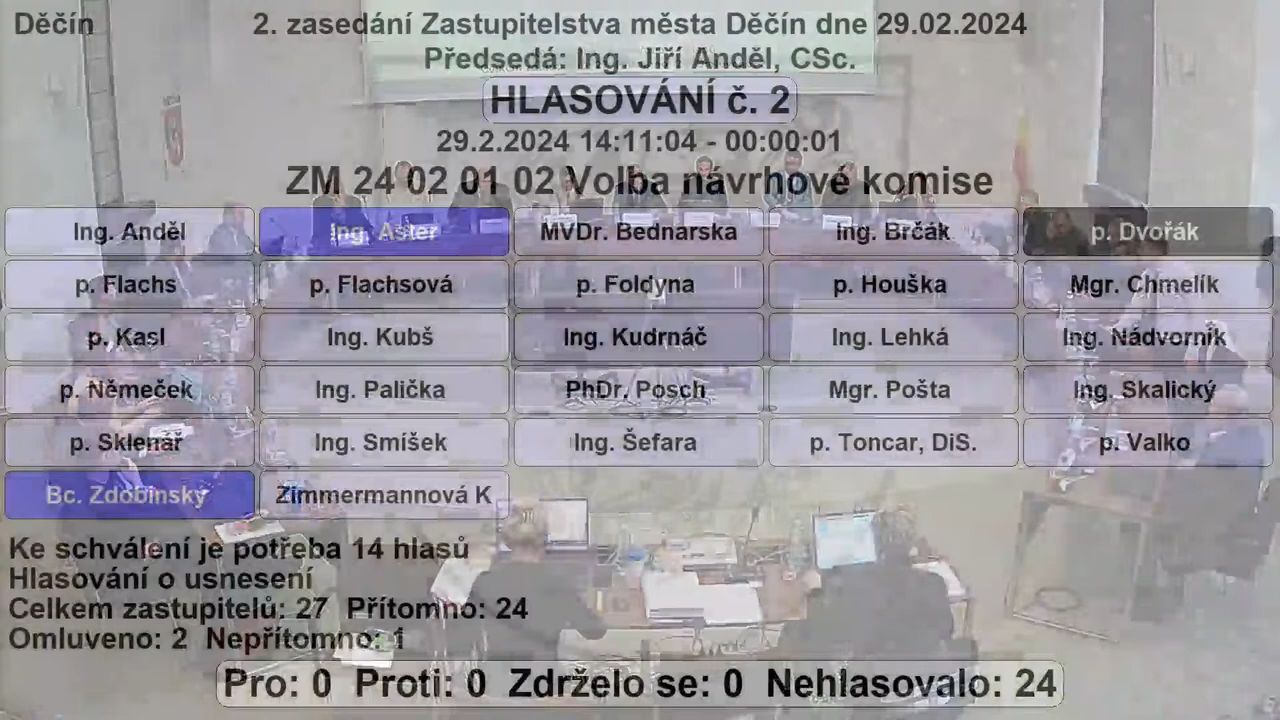 Děčín
2. zasedání Zastupitelstva města Děčín dne 29.02.2024
Předsedá: Ing. Jiří Anděl, CSc.
HLASOVÁNÍ č. 2
29.2.2024 14:11:04 - 00:00:01
ZM 24 02 01 02 Volba návrhové komise
Ing. Anděl Ing. Aster MVDr. Bednárska Ing. Brčák p. Dvořák
p. Flachs p. Flachsová p. Foldyna p. Houška Mgr. Chmelík
p. Kasl Ing. Kubš Ing. Kudrnáč Ing. Lehká Ing. Nádvorník
p. Němeček Ing. Palička PhDr. Posch Mgr. Pošta Ing. Skalický
p. Sklenář Ing. Smíšek Ing. Šefara p. Toncar, DiS. p. Valko
Bc. Zdobinský Zimmermannová K
Ke schválení je potřeba 14 hlasů
Hlasování o usnesení
Celkem zastupitelů: 27 Přítomno: 24
Omluveno: 2 Nepřítomno: 1
Pro: 0 Proti: 0 Zdrželo se: 0 Nehlasovalo: 24